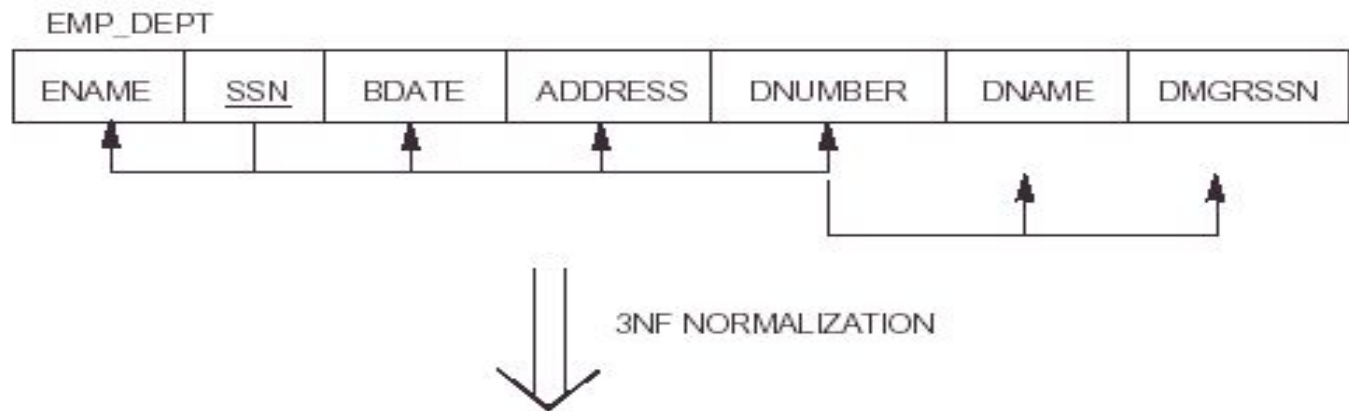 EMP_DEPT
ENAME SSN BDATE ADDRESS DNUMBER DNAME DMGRSSN
3NF NORMALIZATION